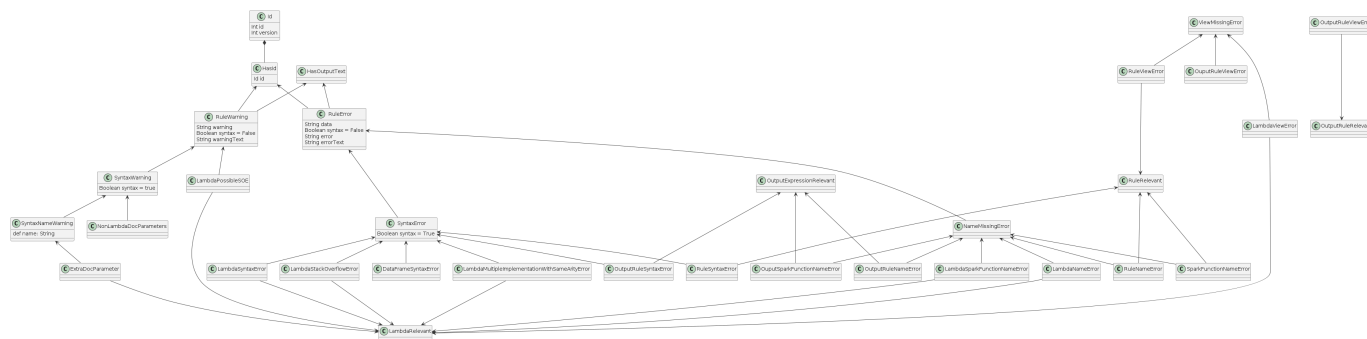 C Id
Int id
Int version
C HasId
Id id
C HasOutputText
C ViewMissingError
C OutputRuleViewErr
C RuleViewError
C OuputRuleViewError
C RuleWarning
String warning
Boolean syntax = False
String warningText
C RuleError
String data
Boolean syntax = False
String error
String errorText
C LambdaViewError
C OutputRuleRelevan
C SyntaxWarning
Boolean syntax = true
C LambdaPossibleSOE
C OutputExpressionRelevant
C RuleRelevant
C SyntaxNameWarning
def name: String
C NonLambdaDocParameters
C SyntaxError
Boolean syntax = True
C NameMissingError
C ExtraDocParameter
C LambdaSyntaxError
C LambdaStackOverflowError
C DataFrameSyntaxError
C LambdaMultipleImplementationWithSameArityError
C OutputRuleSyntaxError
C RuleSyntaxError
C OuputSparkFunctionNameError
C OutputRuleNameError
C LambdaSparkFunctionNameError
C LambdaNameError
C RuleNameError
C SparkFunctionNameError
C LambdaRelevant